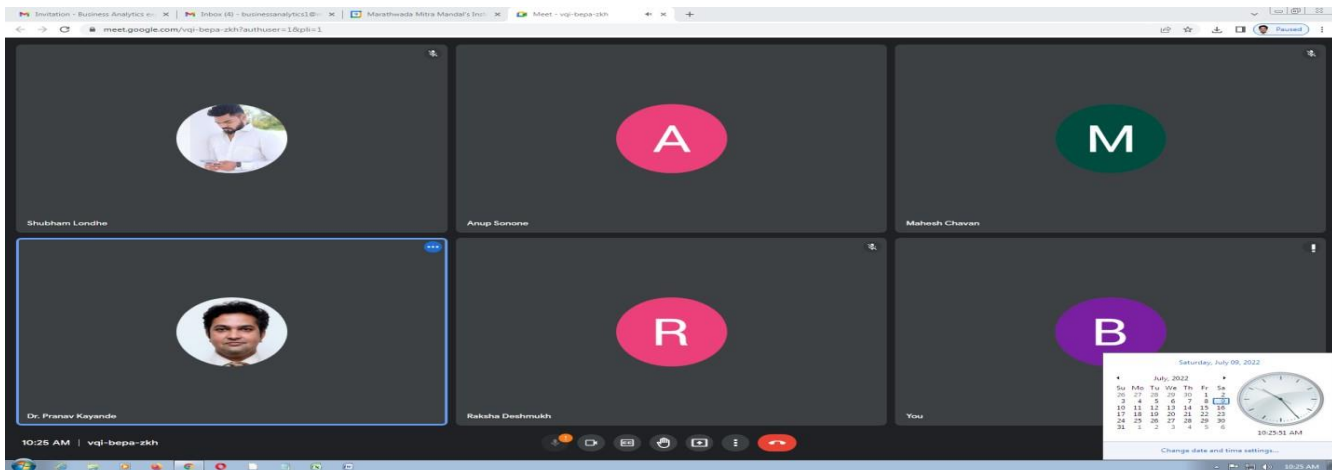 Invitation - Business Analytics ex
Inbox (4) - businessanalytics1@
Marathwada Mitra Mandal's Inst
Meet - vqi-bepa-zkh
meet.google.com/vqi-bepa-zkh?authuser=1&pli=1
Paused
A
M
Shubham Londhe
Anup Sonone
Mahesh Chavan
R
B
Dr. Pranav Kayande
Raksha Deshmukh
You
Saturday, July 09, 2022
July, 2022
Su Mo Tu We Th Fr Sa
26 27 28 29 30 1 2
3 4 5 6 7 8 9
10 11 12 13 14 15 16
17 18 19 20 21 22 23
24 25 26 27 28 29 30
31 1 2 3 4 5 6
10:25:51 AM
Change date and time settings...
10:25 AM | vqi-bepa-zkh
10:25 AM